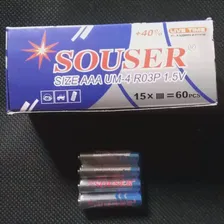 +40%
SOUSER
SIZE AAA UM-4 R03P 1.5V
15× = 60PCS